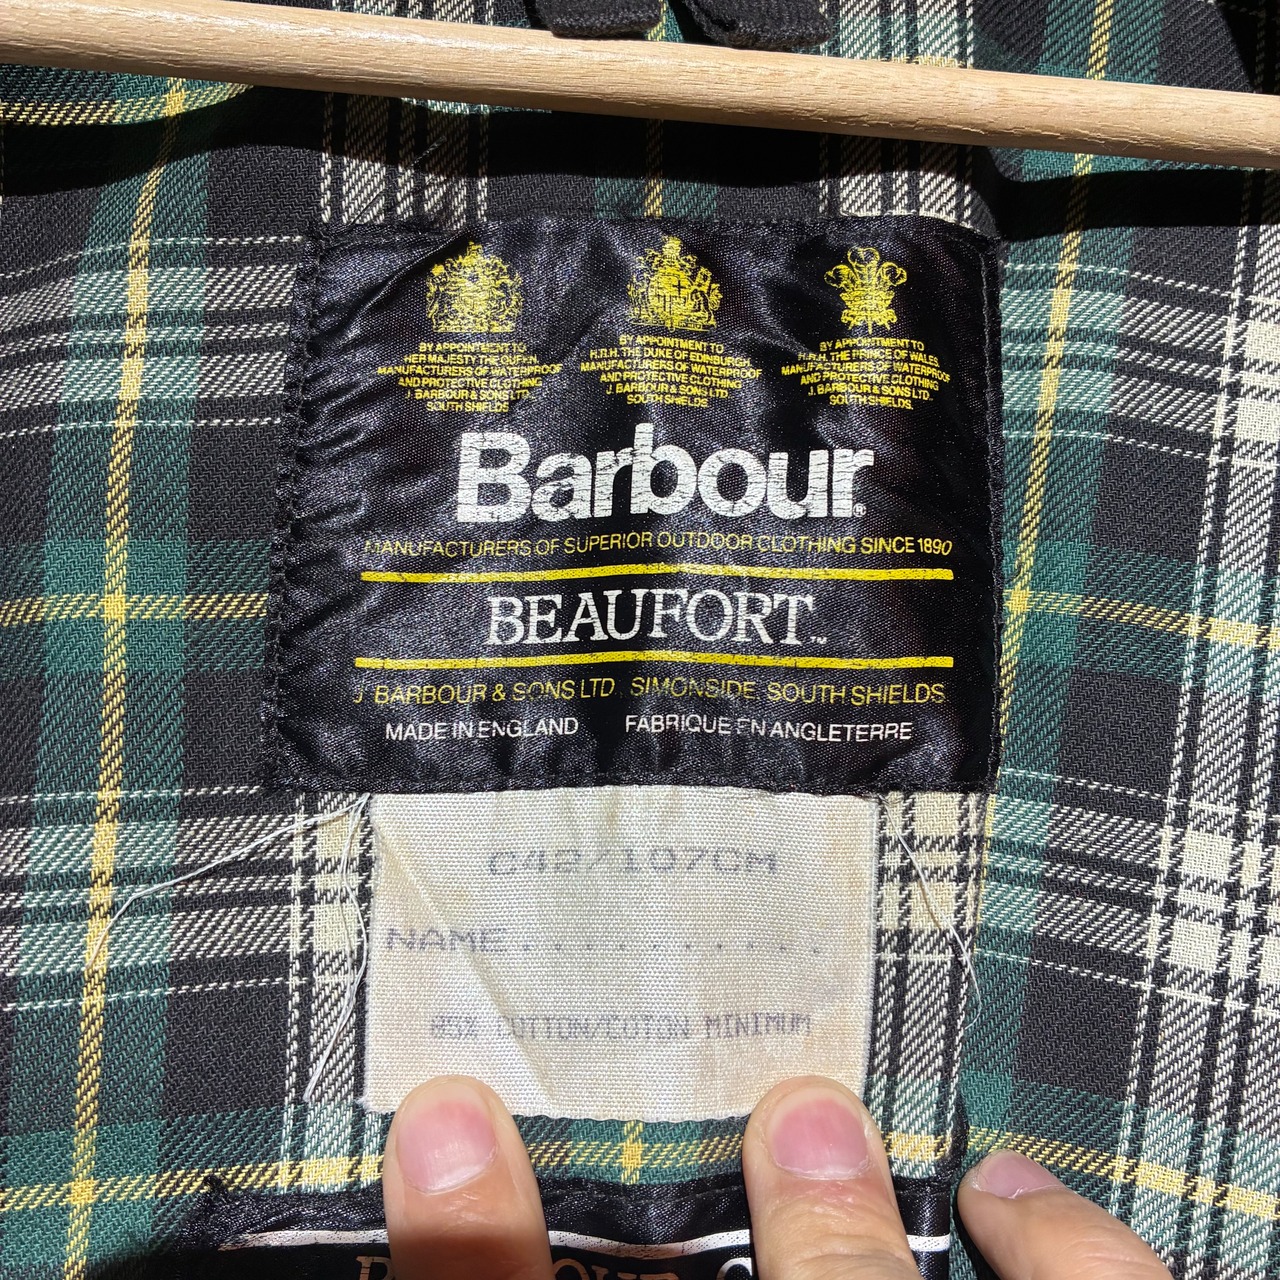 BY APPOINTMENT TO
HER MAJESTY THE QUEEN,
MANUFACTURERS OF WATERPROOF
AND PROTECTIVE CLOTHING
J BARBOUR & SONS LTD.
SOUTH SHIELDS.
BY APPOINTMENT TO
H.R.H. THE DUKE OF EDINBURGH,
MANUFACTURERS OF WATERPROOF
AND PROTECTIVE CLOTHING
J. BARBOUR & SONS LTD.
SOUTH SHIELDS.
BY APPOINTMENT TO
H.R.H. THE PRINCE OF WALES
MANUFACTURERS OF WATERPROOF
AND PROTECTIVE CLOTHING
J. BARBOUR & SONS LTD.
SOUTH SHIELDS.
Barbour®
MANUFACTURERS OF SUPERIOR OUTDOOR CLOTHING SINCE 1890
BEAUFORT™
J BARBOUR & SONS LTD SIMONSIDE SOUTH SHIELDS
MADE IN ENGLAND FABRIQUE EN ANGLETERRE
C42/107CM
NAME...........
85% COTTON/COTON MINIMUM